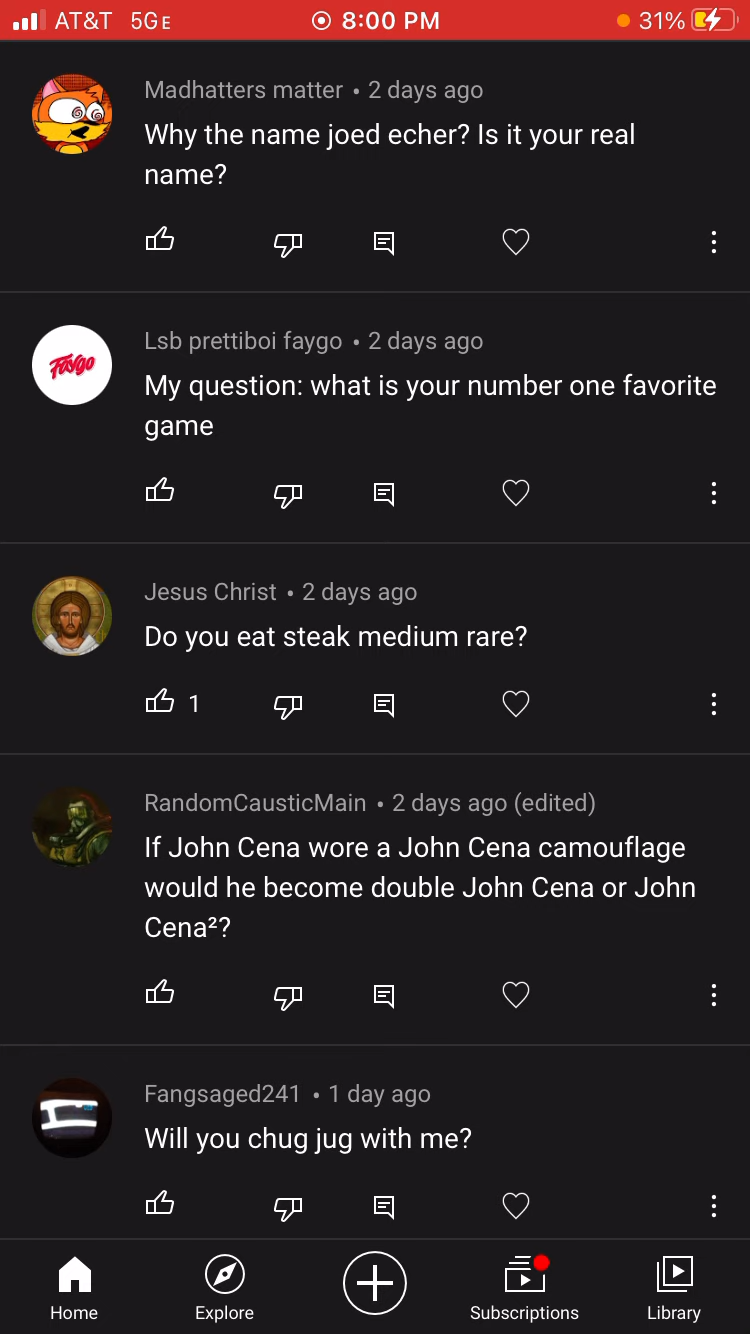 AT&T 5GE 8:00 PM 31%
Madhatters matter • 2 days ago
Why the name joed echer? Is it your real
name?
Faygo
Lsb prettiboi faygo • 2 days ago
My question: what is your number one favorite
game
Jesus Christ • 2 days ago
Do you eat steak medium rare?
1
RandomCausticMain • 2 days ago (edited)
If John Cena wore a John Cena camouflage
would he become double John Cena or John
Cena²?
Fangsaged241 • 1 day ago
Will you chug jug with me?
Home Explore Subscriptions Library